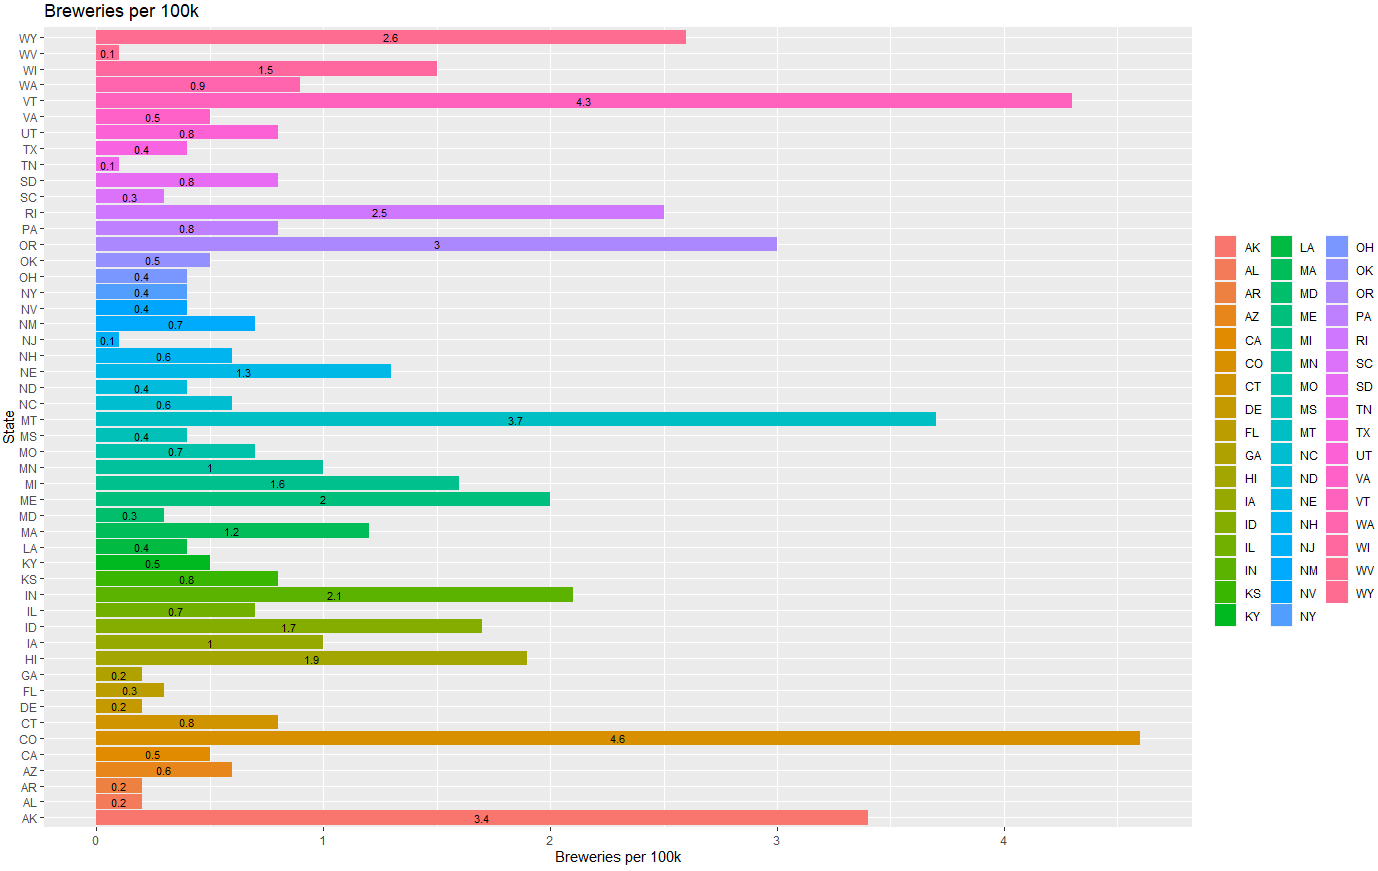 Breweries per 100k
State
WY 2.6
WV 0.1
WI 1.5
WA 0.9
VT 4.3
VA 0.5
UT 0.8
TX 0.4
TN 0.1
SD 0.8
SC 0.3
RI 2.5
PA 0.8
OR 3
OK 0.5
OH 0.4
NY 0.4
NV 0.4
NM 0.7
NJ 0.1
NH 0.6
NE 1.3
ND 0.4
NC 0.6
MT 3.7
MS 0.4
MO 0.7
MN 1
MI 1.6
ME 2
MD 0.3
MA 1.2
LA 0.4
KY 0.5
KS 0.8
IN 2.1
IL 0.7
ID 1.7
IA 1
HI 1.9
GA 0.2
FL 0.3
DE 0.2
CT 0.8
CO 4.6
CA 0.5
AZ 0.6
AR 0.2
AL 0.2
AK 3.4
0 1 2 3 4
Breweries per 100k
AK LA OH
AL MA OK
AR MD OR
AZ ME PA
CA MI RI
CO MN SC
CT MO SD
DE MS TN
FL MT TX
GA NC UT
HI ND VA
IA NE VT
ID NH WA
IL NJ WI
IN NM WV
KS NV WY
KY NY